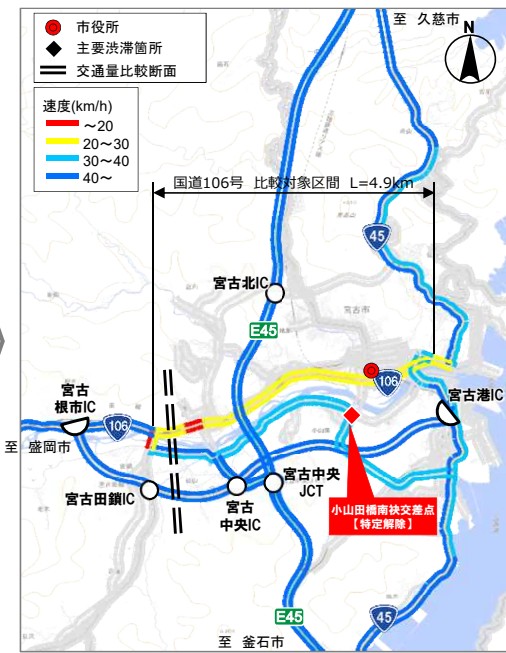 市役所
主要渋滞箇所
交通量比較断面
至 久慈市
N
速度(km/h)
～20
20～30
30～40
40～
国道106号 比較対象区間 L=4.9km
45
宮古北IC
宮古市
E45
106
宮古
根市IC
宮古港IC
106
至 盛岡市
小山田
宮古田鎖IC
宮古
中央IC
宮古中央
JCT
小山田橋南袂交差点
【特定解除】
E45
45
至 釜石市